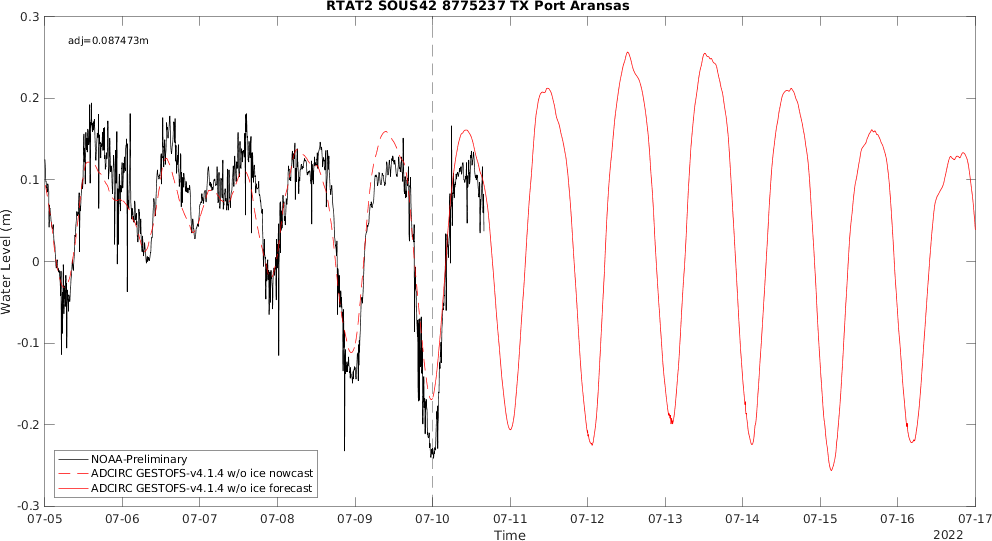 RTAT2 SOUS42 8775237 TX Port Aransas
adj=0.087473m
0.3
0.2
0.1
0
-0.1
-0.2
-0.3
Water Level (m)
NOAA-Preliminary
ADCIRC GESTOFS-v4.1.4 w/o ice nowcast
ADCIRC GESTOFS-v4.1.4 w/o ice forecast
07-05 07-06 07-07 07-08 07-09 07-10 07-11 07-12 07-13 07-14 07-15 07-16 07-17
Time
2022